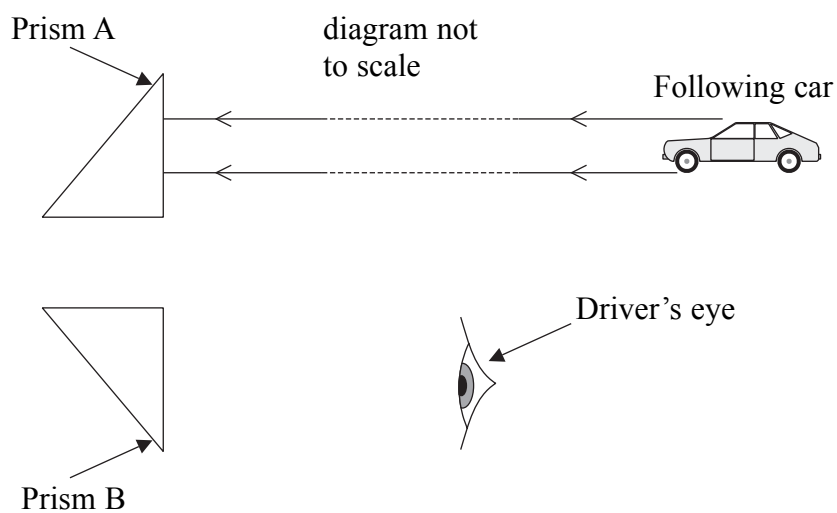 Prism A
diagram not
to scale
Following car
Driver’s eye
Prism B